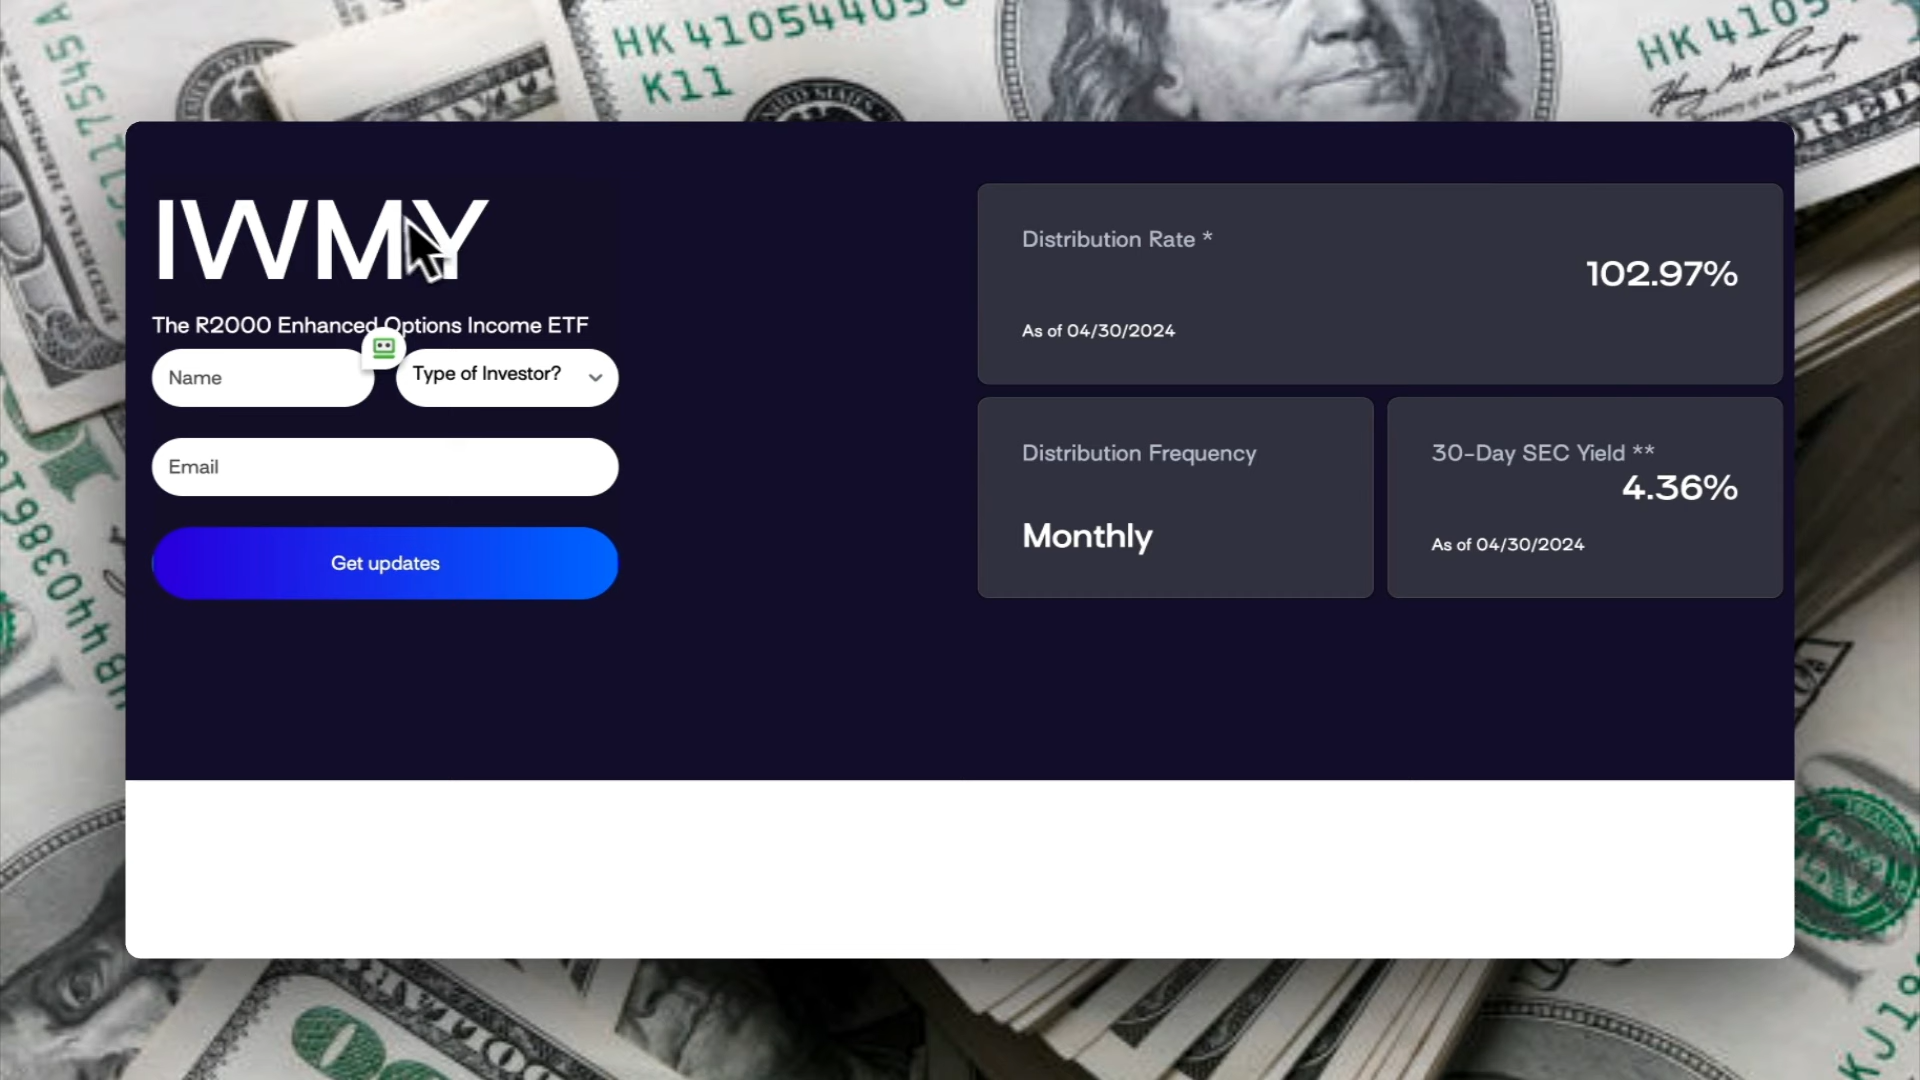 HK 41054405
K11
IWMY
The R2000 Enhanced Options Income ETF
Name
Type of Investor?
Email
Get updates
Distribution Rate *
102.97%
As of 04/30/2024
Distribution Frequency
Monthly
30-Day SEC Yield **
4.36%
As of 04/30/2024